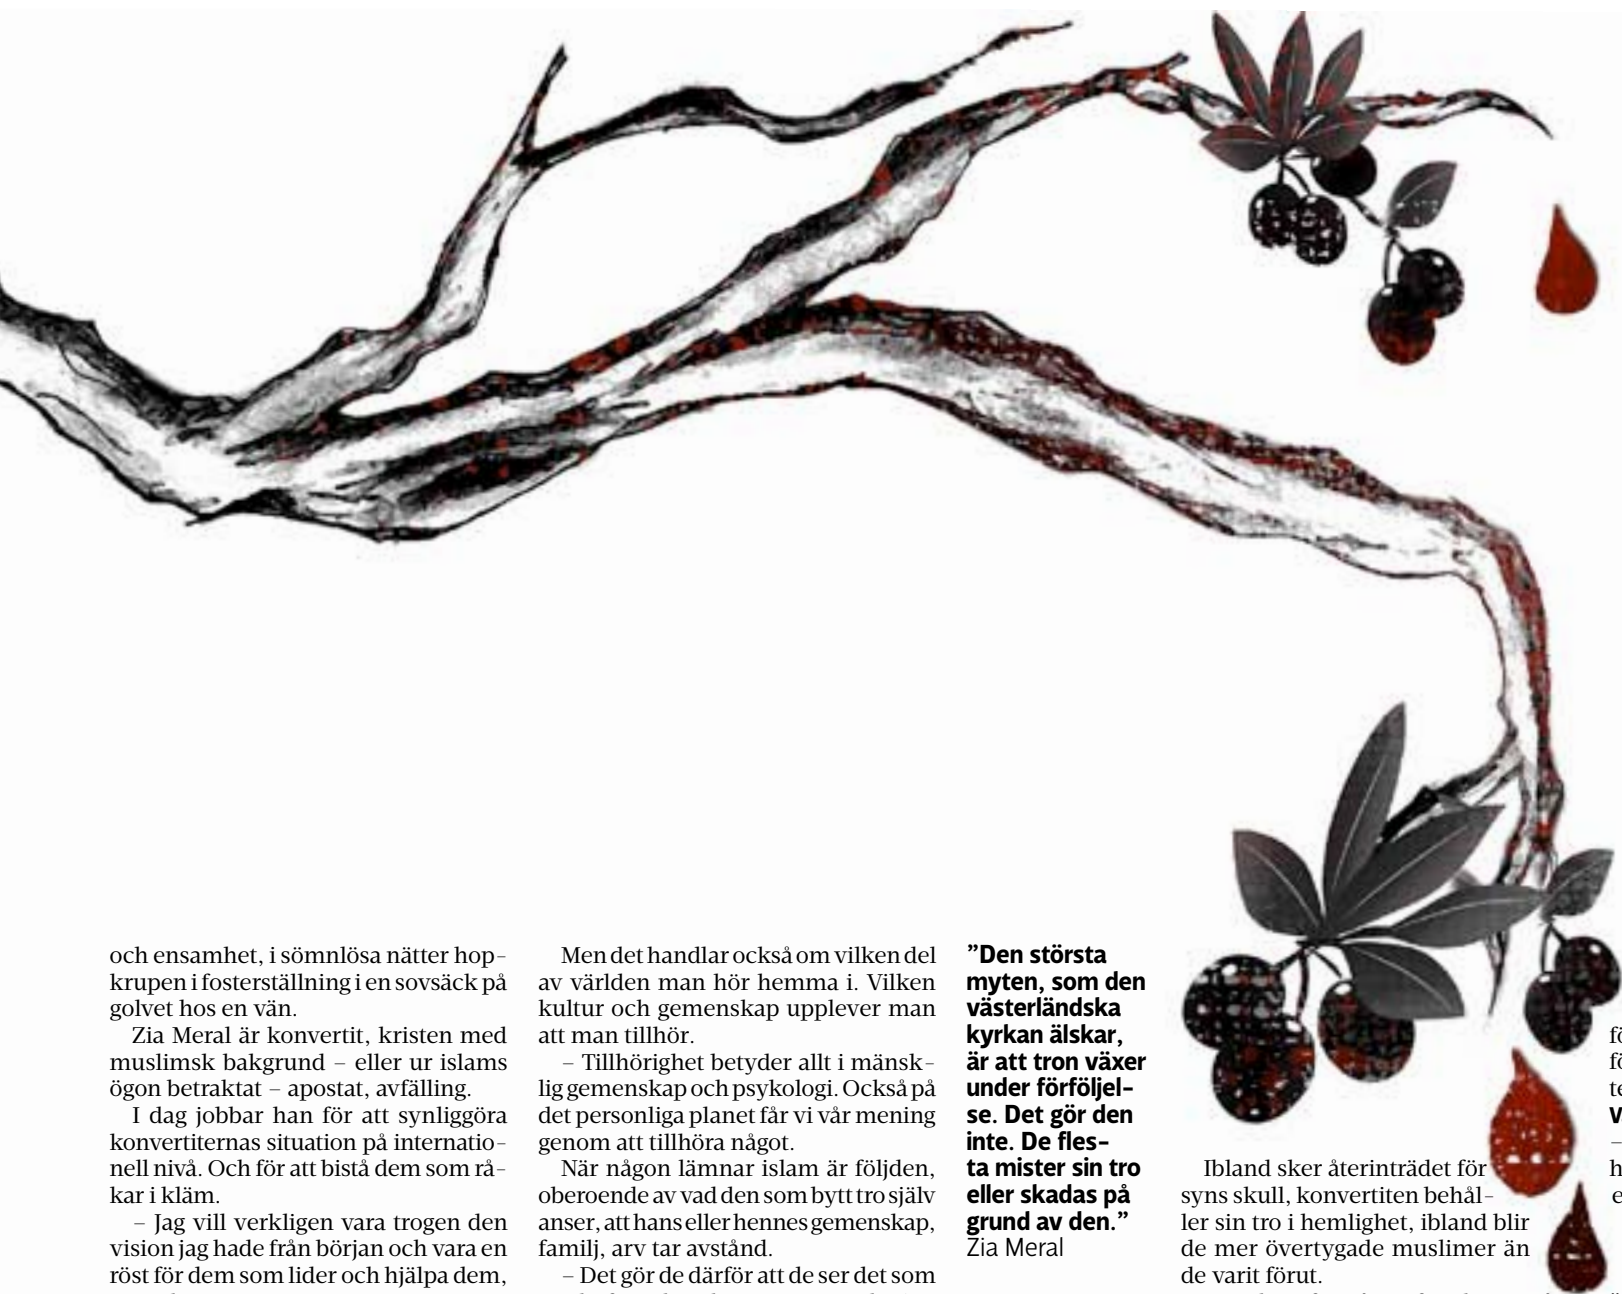 och ensamhet, i sömnlösa nätter hop-
krupen i fosterställning i en sovsäck på
golvet hos en vän.
Zia Meral är konvertit, kristen med
muslimsk bakgrund – eller ur islams
ögon betraktat – apostat, avfälling.
I dag jobbar han för att synliggöra
konvertiternas situation på internatio-
nell nivå. Och för att bistå dem som rå-
kar i kläm.
– Jag vill verkligen vara trogen den
vision jag hade från början och vara en
röst för dem som lider och hjälpa dem,
Men det handlar också om vilken del
av världen man hör hemma i. Vilken
kultur och gemenskap upplever man
att man tillhör.
– Tillhörighet betyder allt i mänsk-
lig gemenskap och psykologi. Också på
det personliga planet får vi vår mening
genom att tillhöra något.
När någon lämnar islam är följden,
oberoende av vad den som bytt tro själv
anser, att hans eller hennes gemenskap,
familj, arv tar avstånd.
– Det gör de därför att de ser det som
”Den största
myten, som den
västerländska
kyrkan älskar,
är att tron växer
under förföljel-
se. Det gör den
inte. De fles-
ta mister sin tro
eller skadas på
grund av den.”
Zia Meral
Ibland sker återinträdet för
syns skull, konvertiten behål-
ler sin tro i hemlighet, ibland blir
de mer övertygade muslimer än
de varit förut.